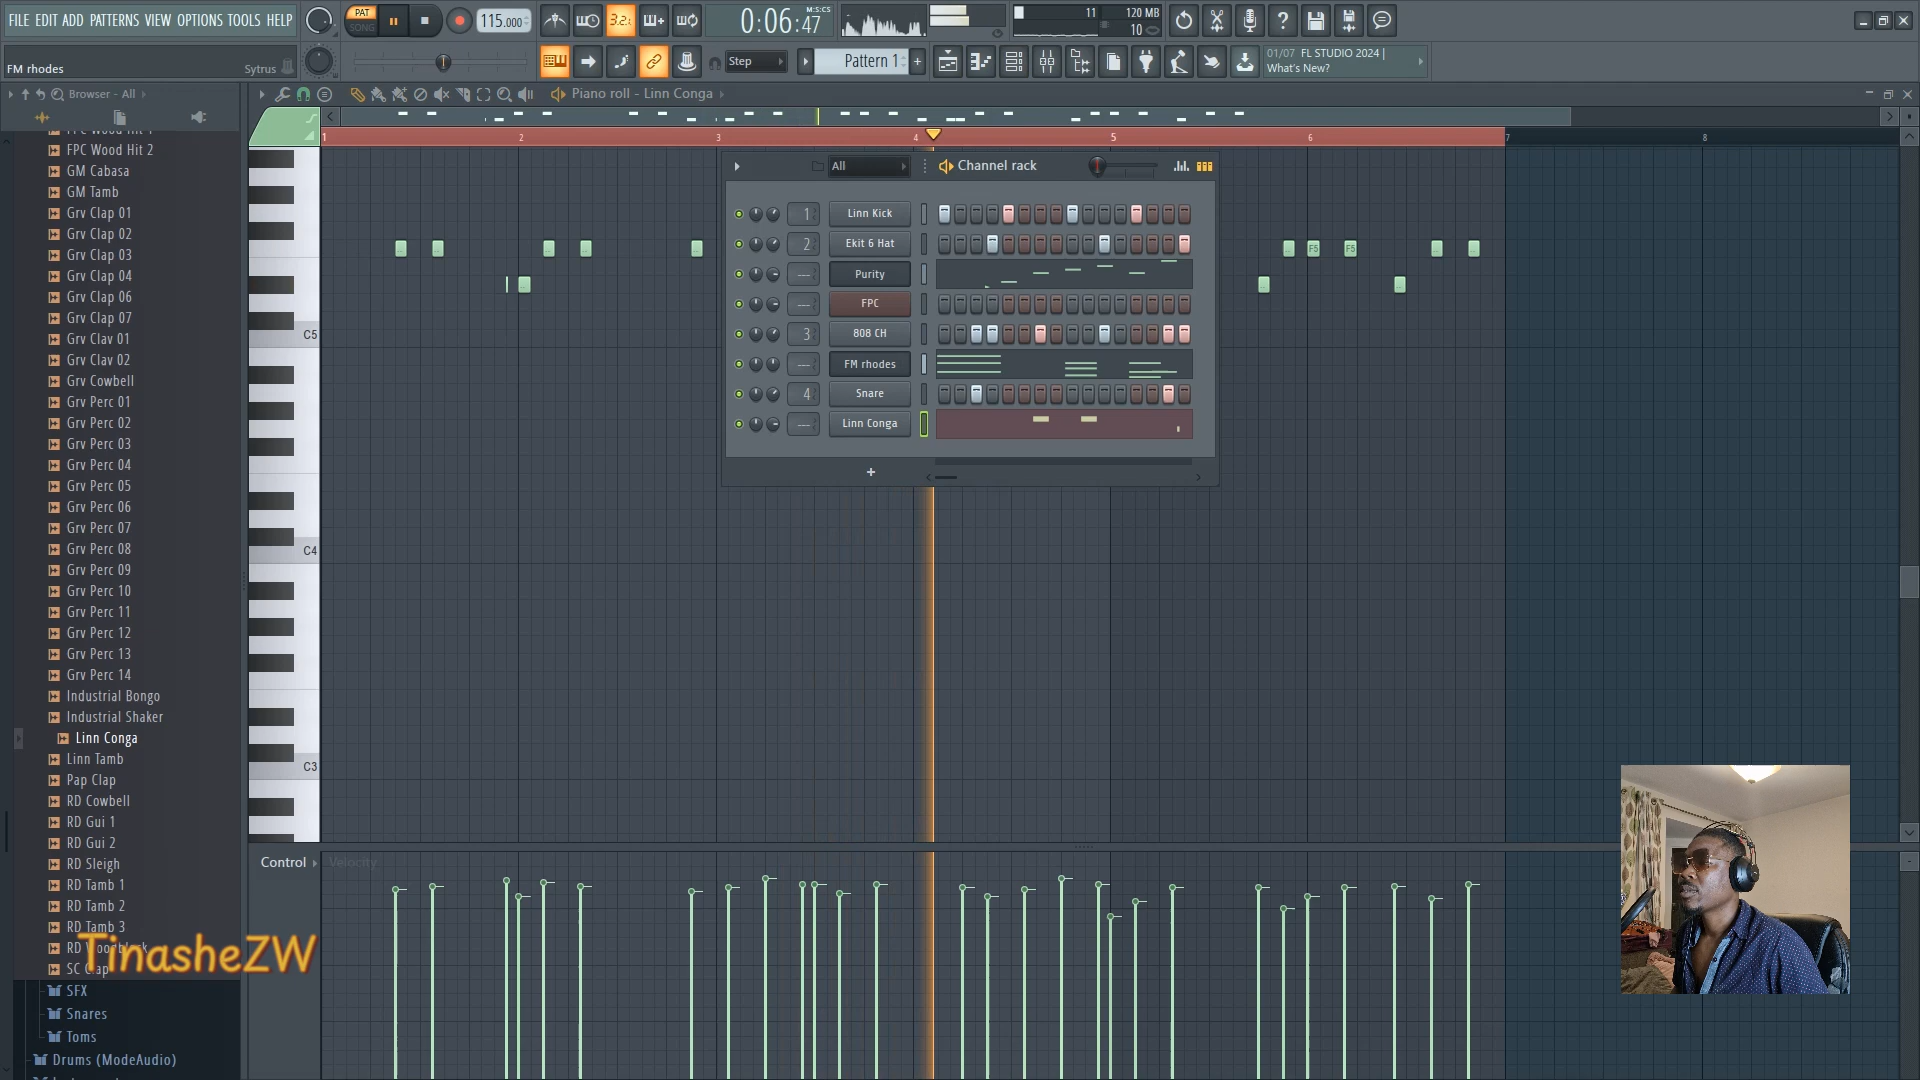 FILE EDIT ADD PATTERNS VIEW OPTIONS TOOLS HELP
PAT
SONG
115.000
3.2.1
0:06:47
M:S:CS
11
120 MB
10
FM rhodes
Sytrus
Step
Pattern 1
01/07 FL STUDIO 2024 |
What's New?
Browser - All
Piano roll - Linn Conga
1
2
3
4
5
6
7
8
FPC Wood Hit 2
GM Cabasa
GM Tamb
Grv Clap 01
Grv Clap 02
Grv Clap 03
Grv Clap 04
Grv Clap 06
Grv Clap 07
Grv Clav 01
Grv Clap 02
Grv Cowbell
Grv Perc 01
Grv Perc 02
Grv Perc 03
Grv Perc 04
Grv Perc 05
Grv Perc 06
Grv Perc 07
Grv Perc 08
Grv Perc 09
Grv Perc 10
Grv Perc 11
Grv Perc 12
Grv Perc 13
Grv Perc 14
Industrial Bongo
Industrial Shaker
Linn Conga
Linn Tamb
Pap Clap
RD Cowbell
RD Gui 1
RD Gui 2
RD Sleigh
RD Tamb 1
RD Tamb 2
RD Tamb 3
TinasheZW
SFX
Snares
Toms
Drums (ModeAudio)
C5
C4
C3
F5
F5
All
Channel rack
1
Linn Kick
2
Ekit 6 Hat
---
Purity
---
FPC
3
808 CH
---
FM rhodes
4
Snare
---
Linn Conga
+
Control
Velocity